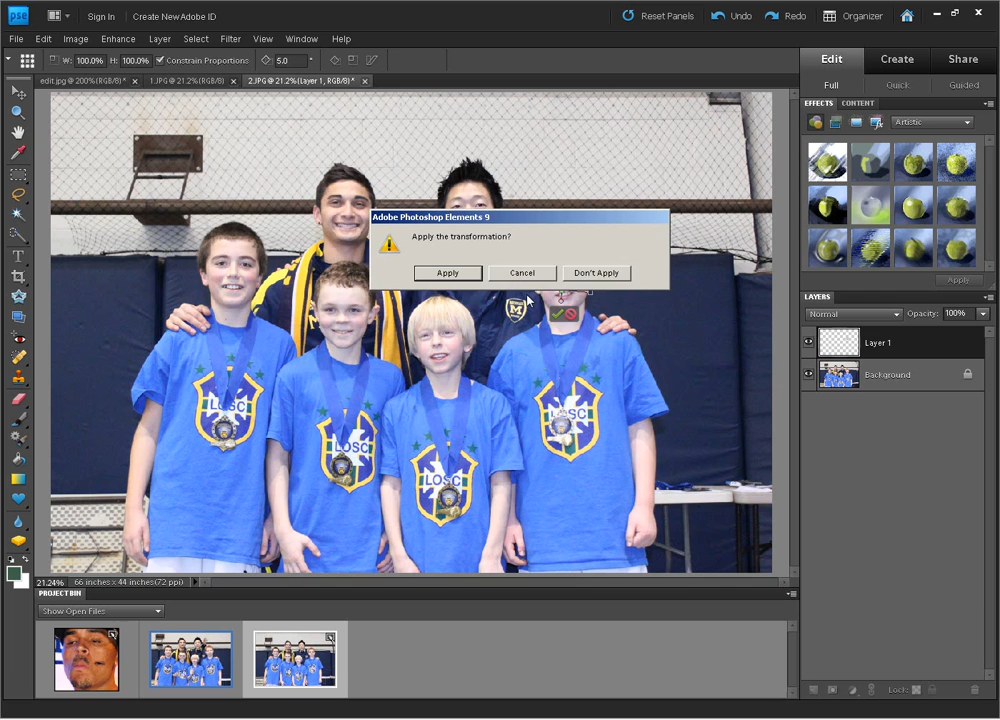 pse Sign In Create New Adobe ID Reset Panels Undo Redo Organizer
File Edit Image Enhance Layer Select Filter View Window Help
W: 100.0% H: 100.0% Constrain Proportions 5.0
Edit Create Share
edit.jpg @ 200%(RGB/8)* 1.JPG @ 21.2%(RGB/8) 2.JPG @ 21.2%(Layer 1, RGB/8)*
Full Quick Guided
EFFECTS CONTENT
Artistic
Adobe Photoshop Elements 9
Apply the transformation?
Apply Cancel Don't Apply
Apply
LAYERS
Normal Opacity: 100%
Layer 1
Background
M
LOSC
LOSC
LOSC
LOSC
21.24% 66 inches x 44 inches (72 ppi)
PROJECT BIN
Show Open Files
Lock: